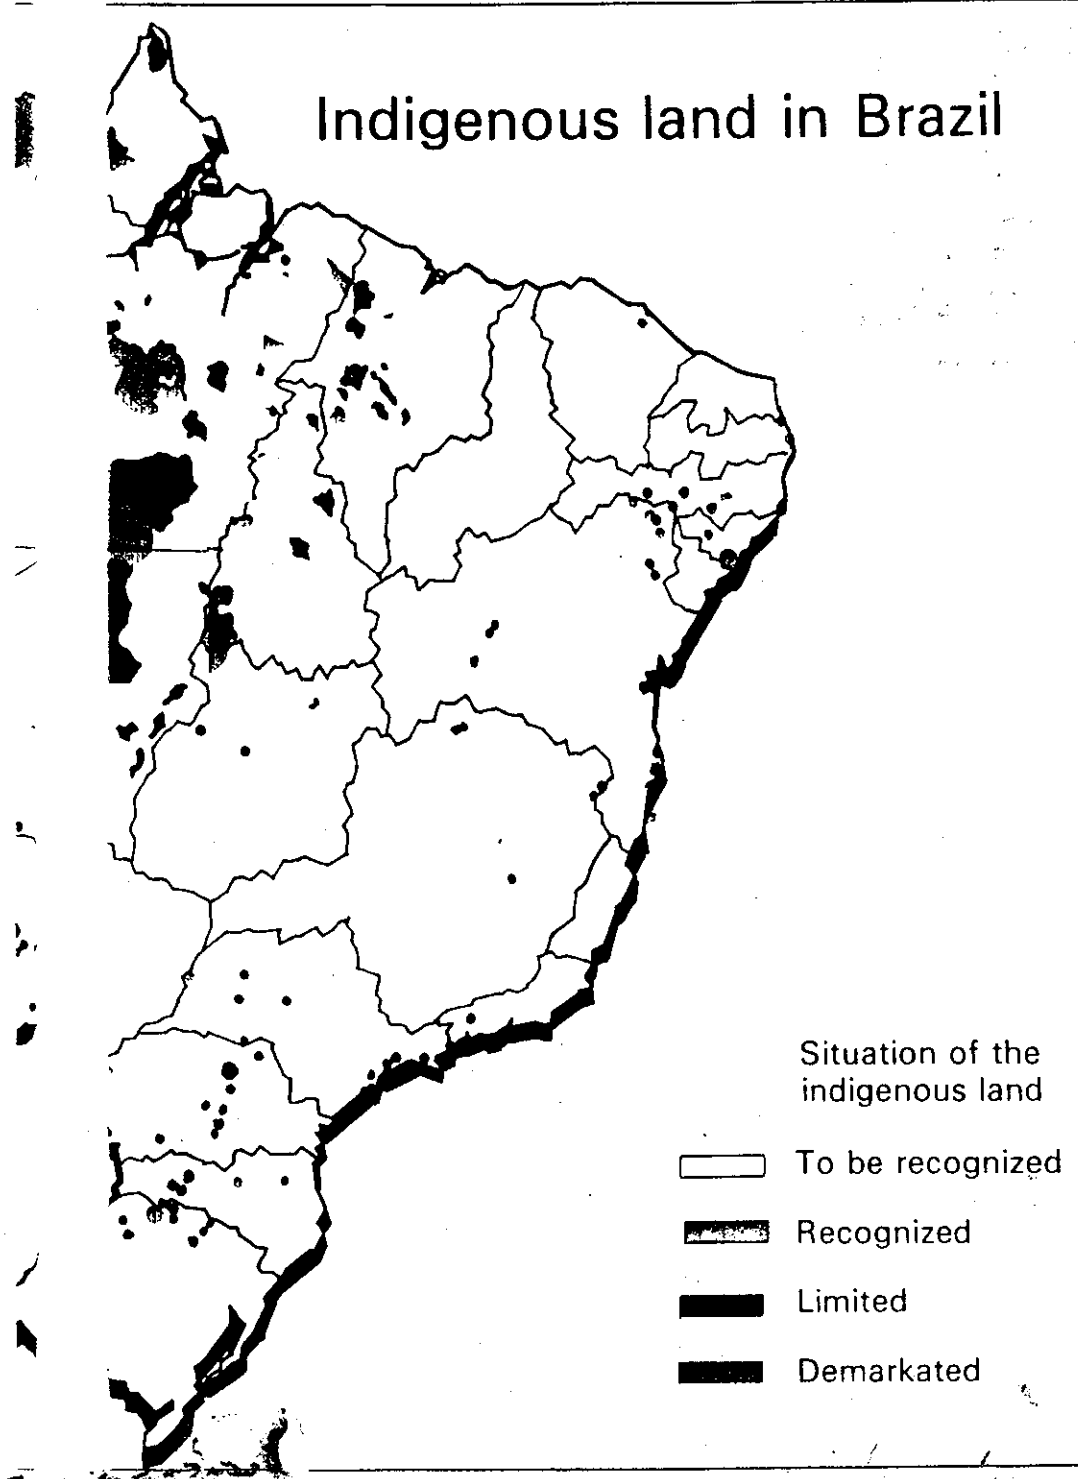 Indigenous land in Brazil
Situation of the
indigenous land
To be recognized
Recognized
Limited
Demarkated